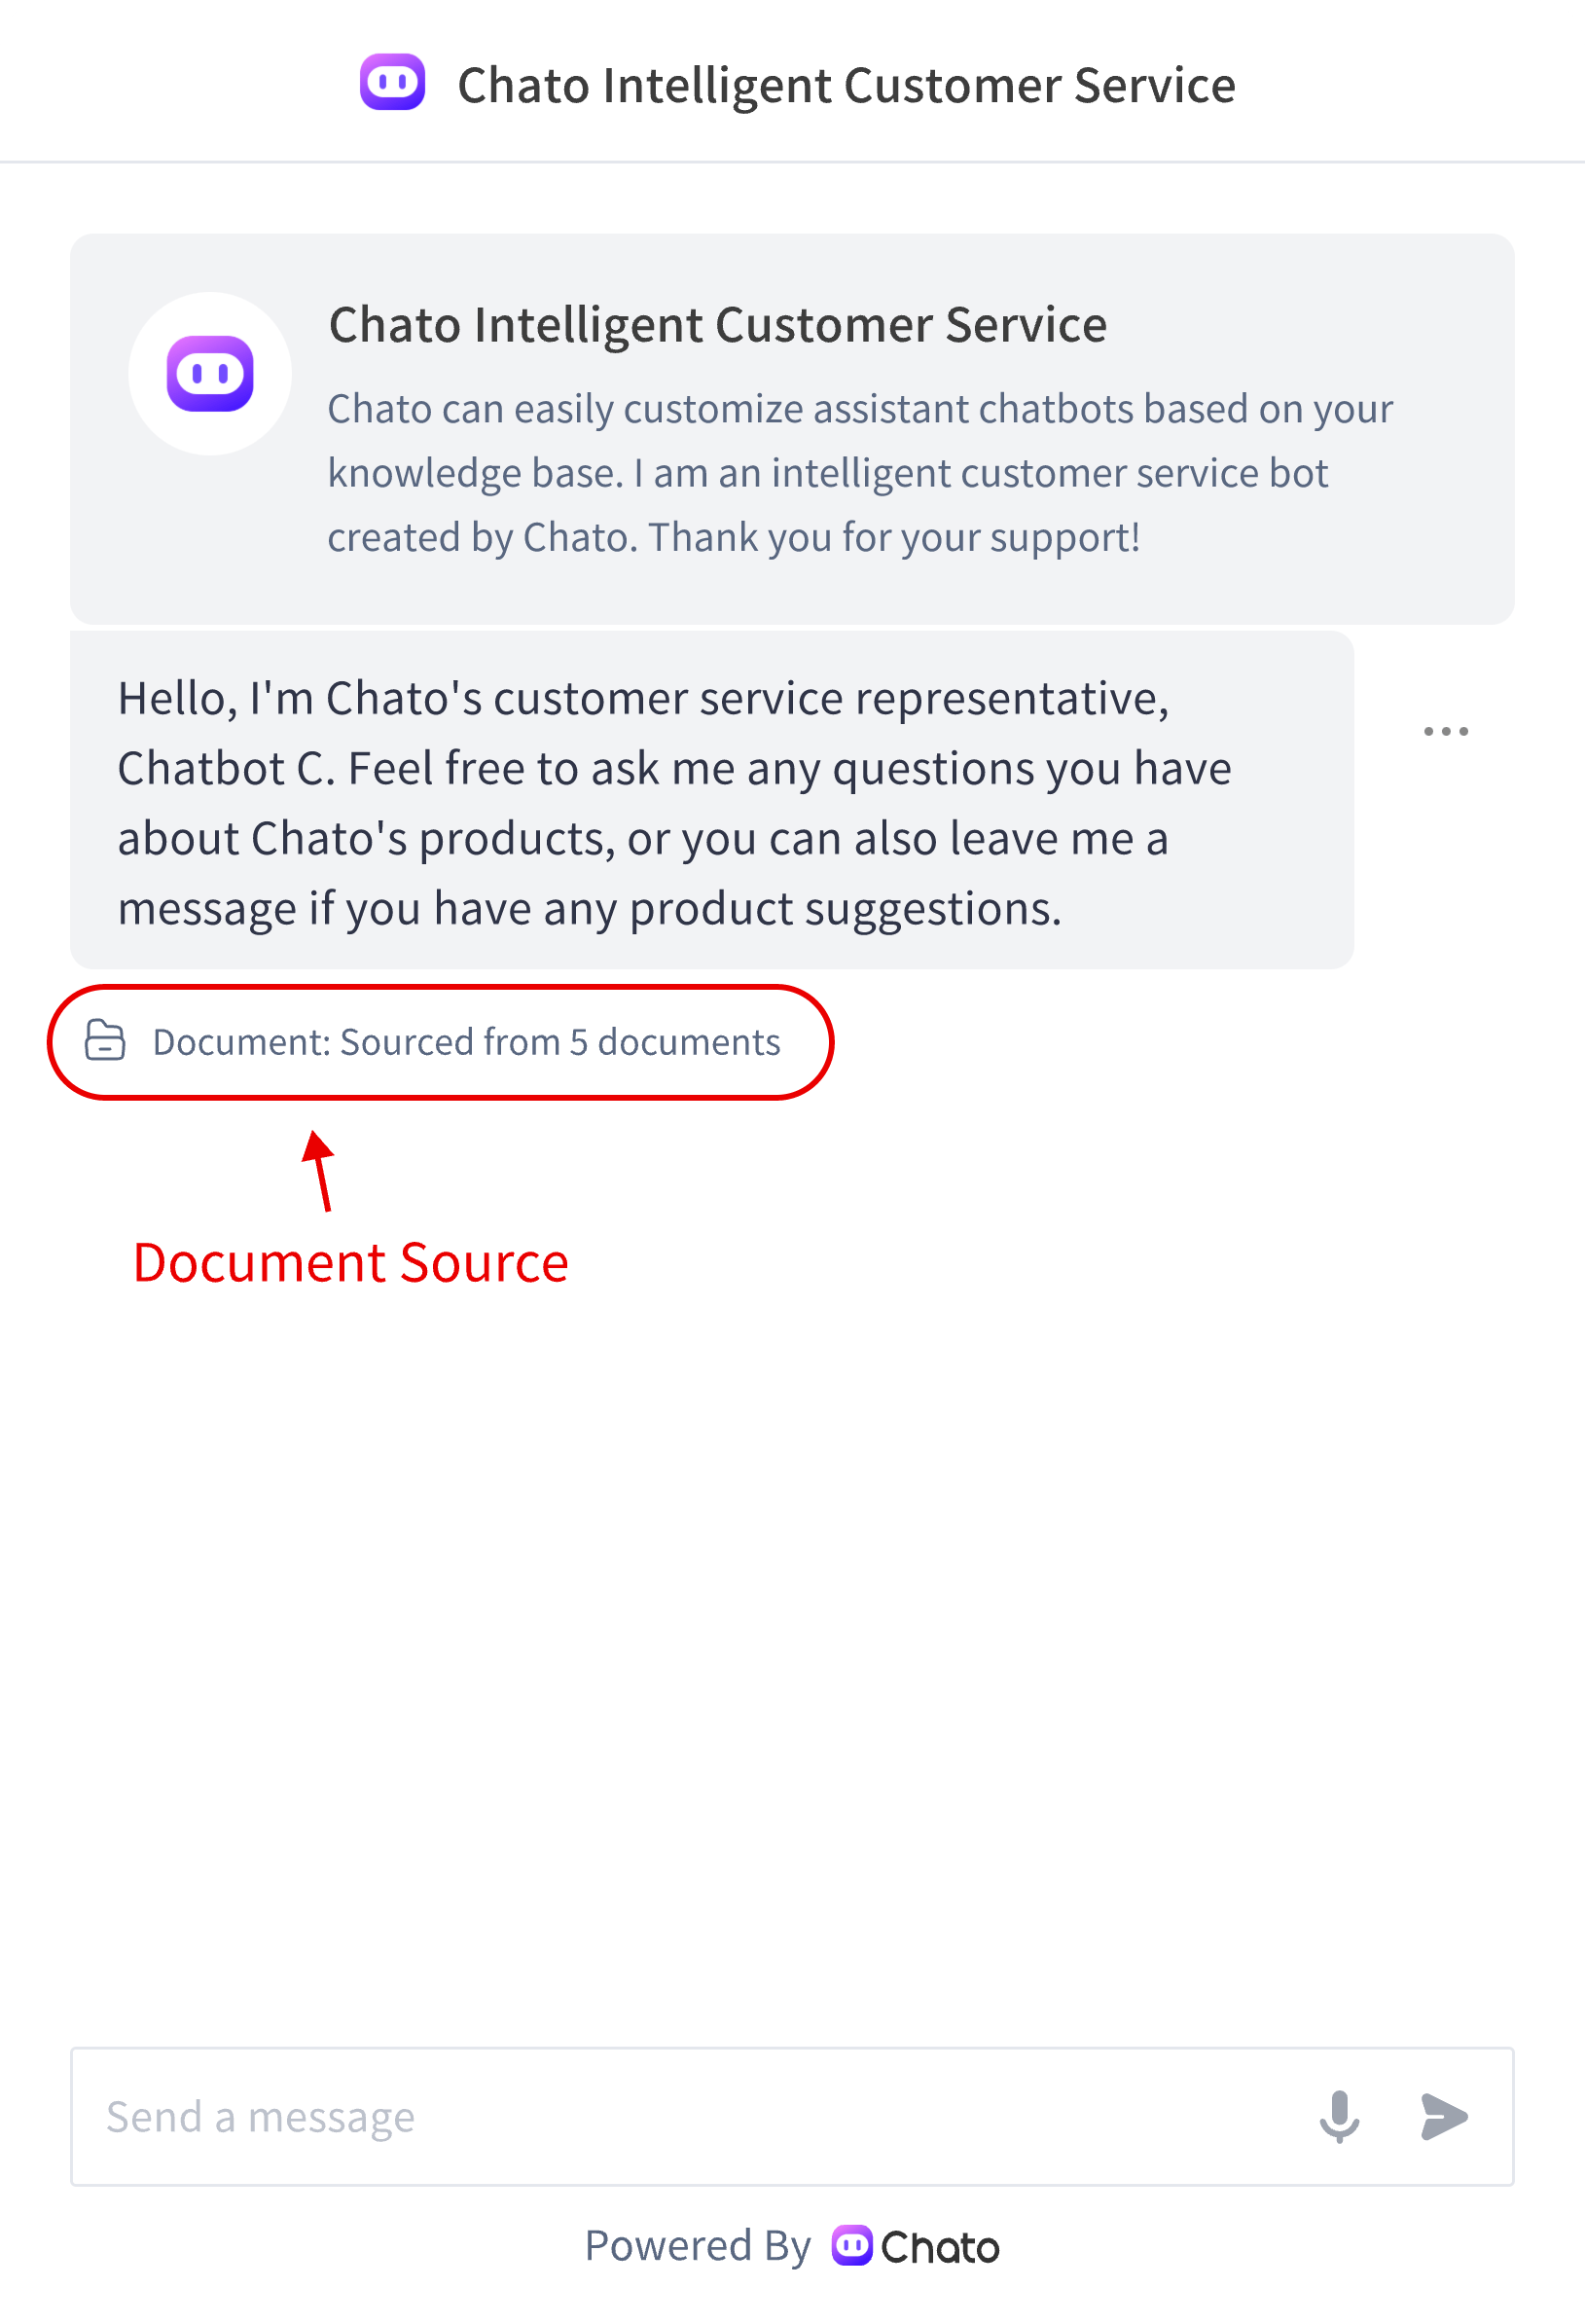 Chato Intelligent Customer Service
Chato Intelligent Customer Service
Chato can easily customize assistant chatbots based on your
knowledge base. I am an intelligent customer service bot
created by Chato. Thank you for your support!
Hello, I'm Chato's customer service representative,
Chatbot C. Feel free to ask me any questions you have
about Chato's products, or you can also leave me a
message if you have any product suggestions.
Document: Sourced from 5 documents
Document Source
Send a message
Powered By Chato